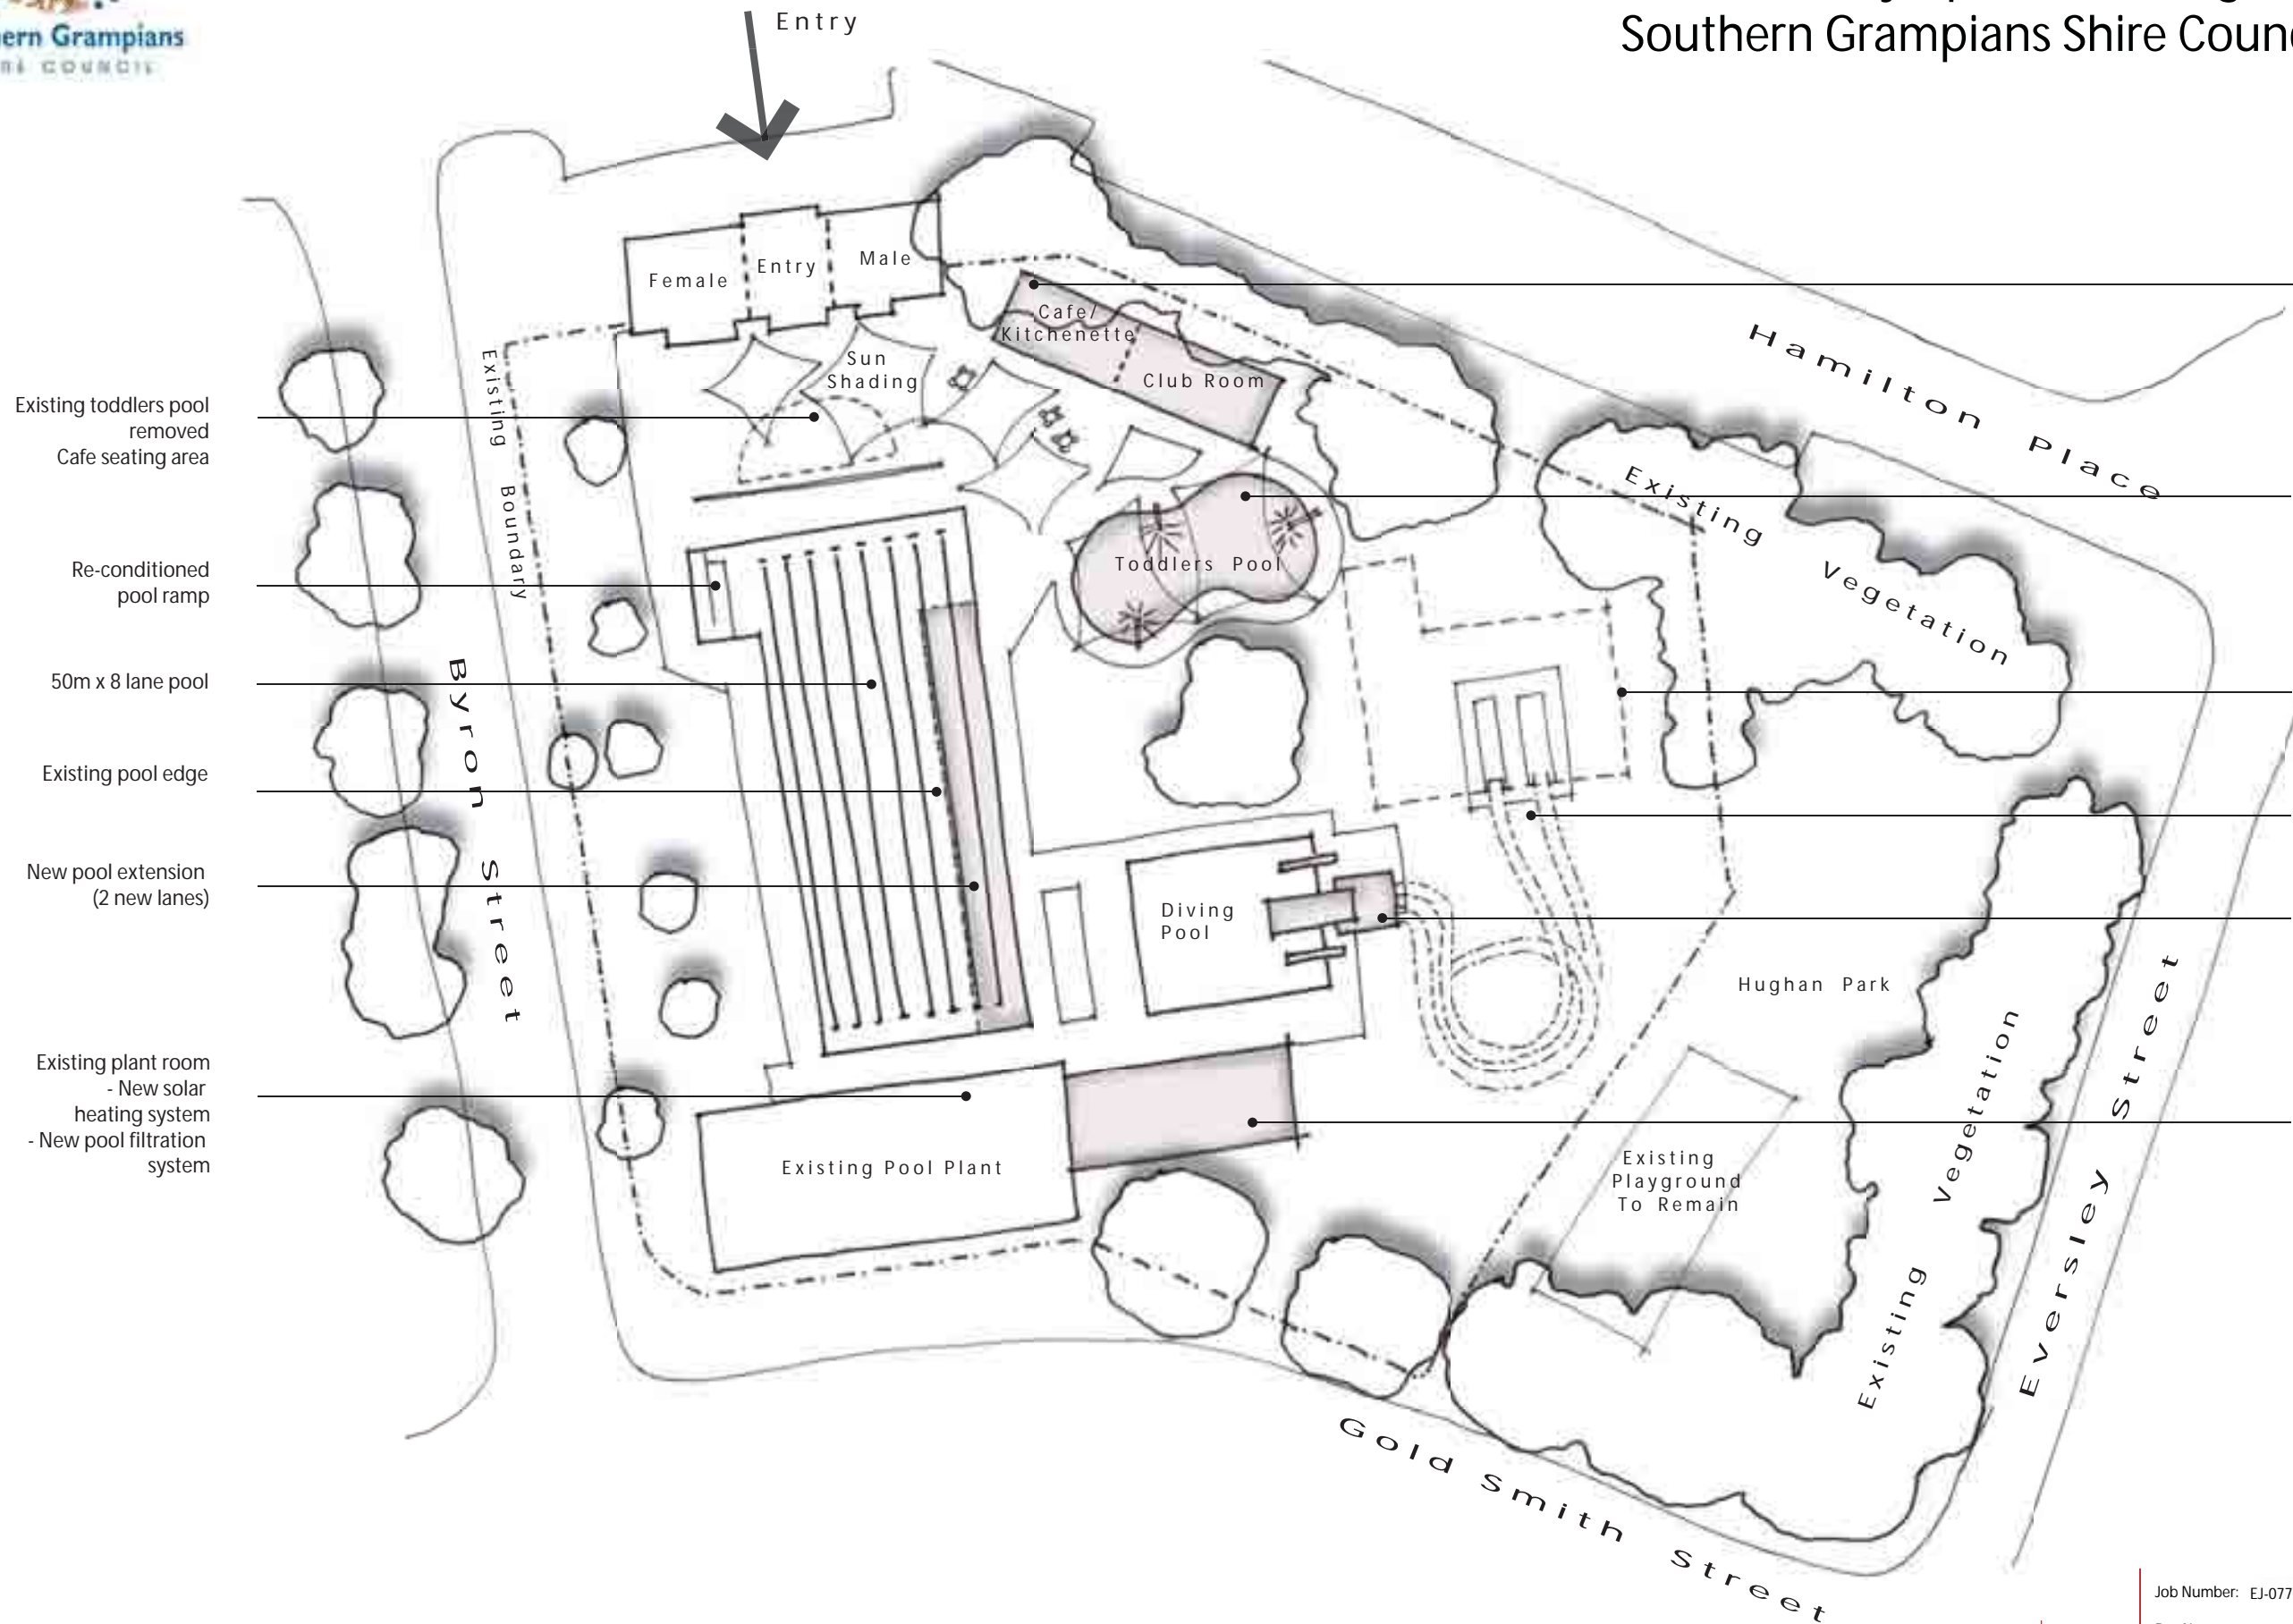 Grampians
COUNCIL
Southern Grampians Shire
Entry
Female
Entry
Male
Cafe/
Kitchenette
Club Room
Sun
Shading
Existing toddlers pool
removed
Cafe seating area
Existing Boundary
Hamilton Place
Existing Vegetation
Toddlers Pool
Re-conditioned
pool ramp
50m x 8 lane pool
Byron Street
Existing pool edge
New pool extension
(2 new lanes)
Diving
Pool
Hughan Park
Existing Vegetation
Eversley Street
Existing plant room
- New solar
heating system
- New pool filtration
system
Existing Pool Plant
Existing
Playground
To Remain
Gold Smith Street
Job Number: EJ-077